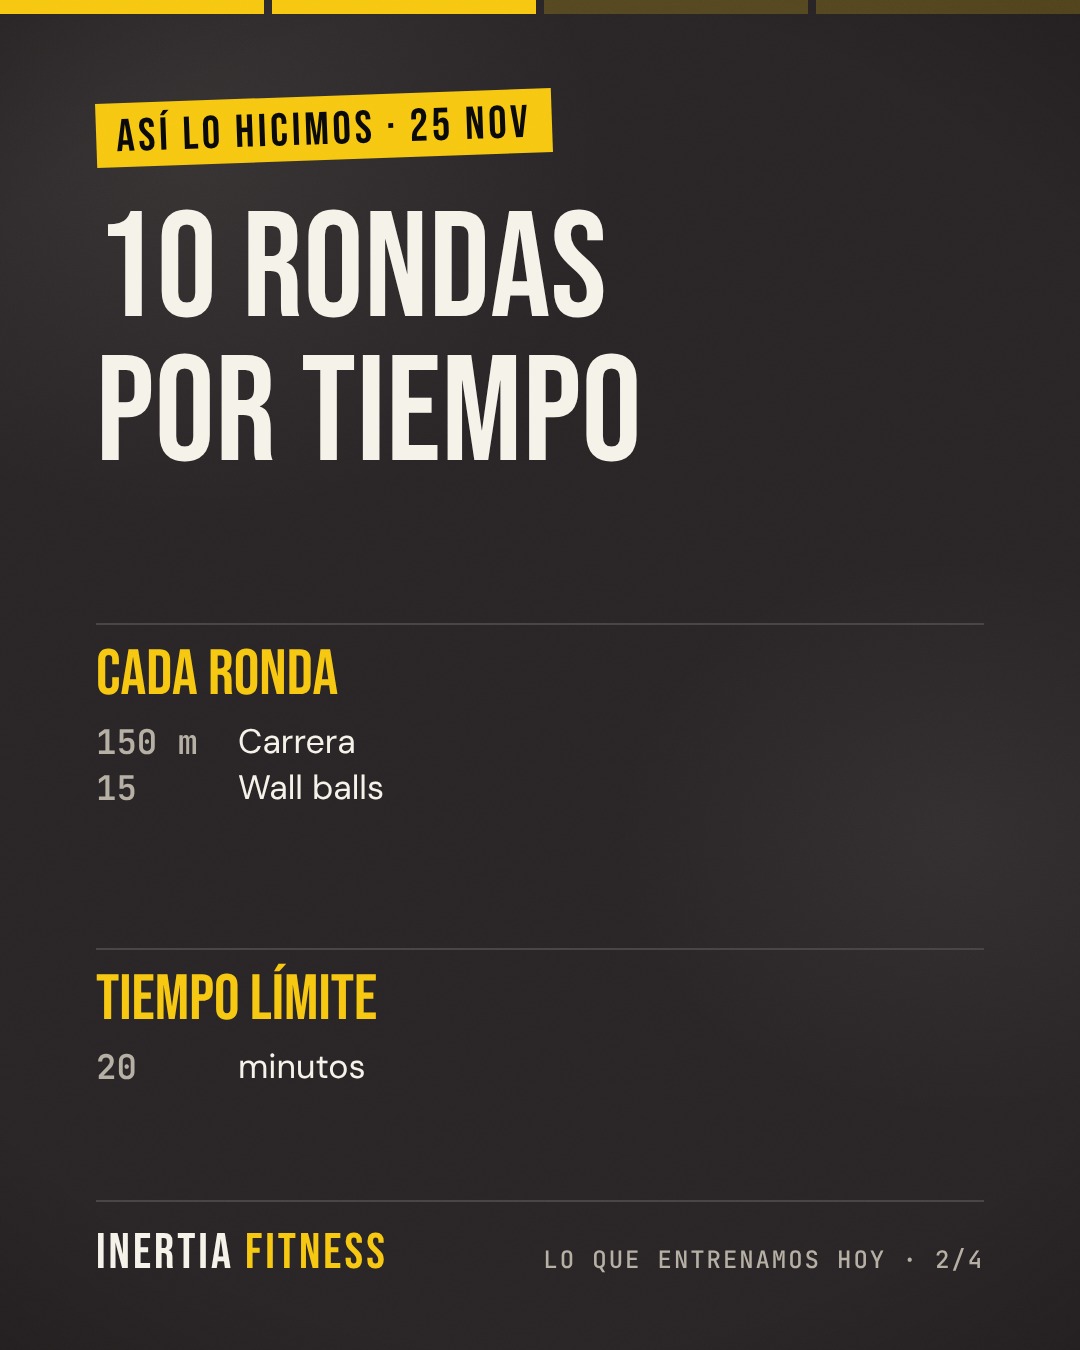 ASÍ LO HICIMOS · 25 NOV
10 RONDAS
POR TIEMPO
CADA RONDA
150 m Carrera
15 Wall balls
TIEMPO LÍMITE
20 minutos
INERTIA FITNESS
LO QUE ENTRENAMOS HOY · 2/4